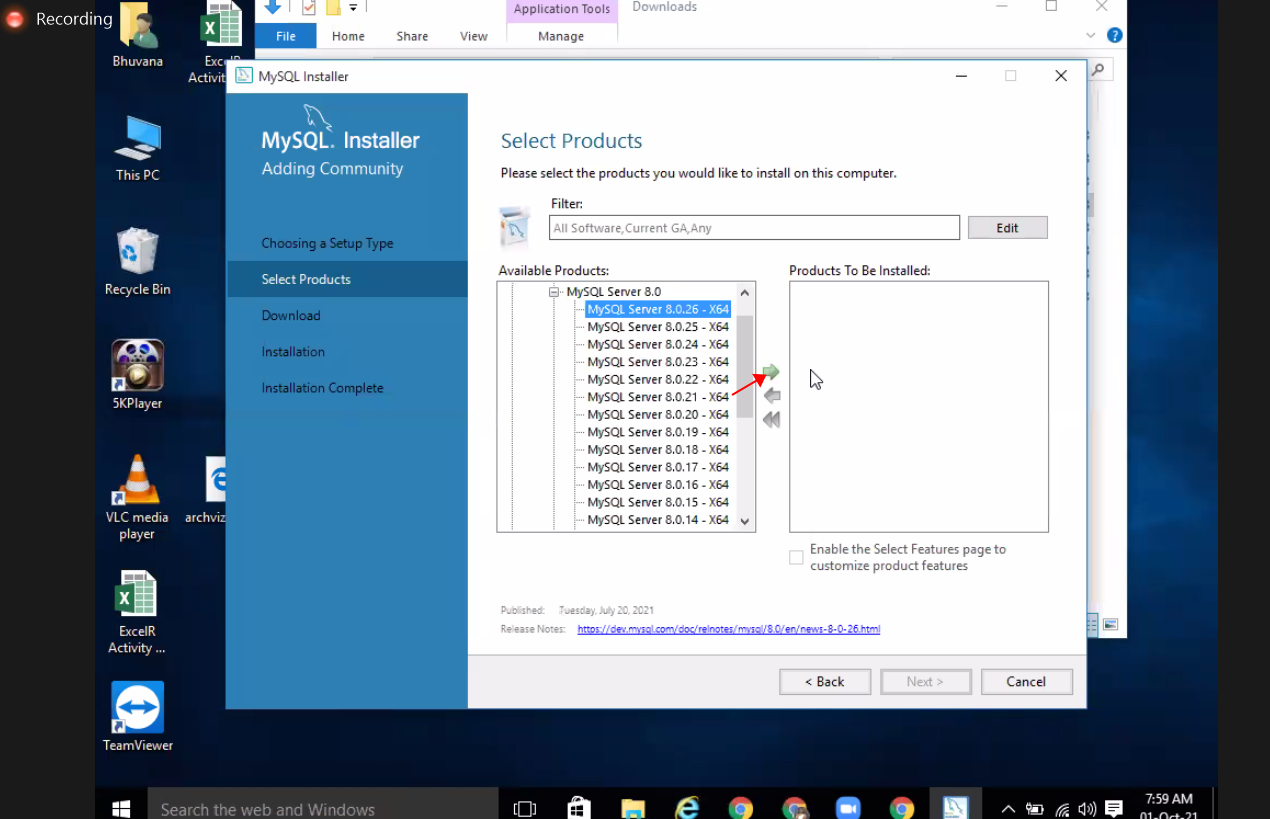 Recording
Bhuvana
Activit
This PC
Recycle Bin
5KPlayer
VLC media
player
archviz
ExcelR
Activity ...
TeamViewer
Application Tools
Downloads
File
Home
Share
View
Manage
MySQL Installer
MySQL. Installer
Adding Community
Choosing a Setup Type
Select Products
Download
Installation
Installation Complete
Select Products
Please select the products you would like to install on this computer.
Filter:
All Software,Current GA,Any
Edit
Available Products:
Products To Be Installed:
MySQL Server 8.0
MySQL Server 8.0.26 - X64
MySQL Server 8.0.25 - X64
MySQL Server 8.0.24 - X64
MySQL Server 8.0.23 - X64
MySQL Server 8.0.22 - X64
MySQL Server 8.0.21 - X64
MySQL Server 8.0.20 - X64
MySQL Server 8.0.19 - X64
MySQL Server 8.0.18 - X64
MySQL Server 8.0.17 - X64
MySQL Server 8.0.16 - X64
MySQL Server 8.0.15 - X64
MySQL Server 8.0.14 - X64
Enable the Select Features page to
customize product features
Published: Tuesday, July 20, 2021
Release Notes: https://dev.mysql.com/doc/relnotes/mysql/8.0/en/news-8-0-26.html
< Back
Next >
Cancel
Search the web and Windows
7:59 AM
01-Oct-21